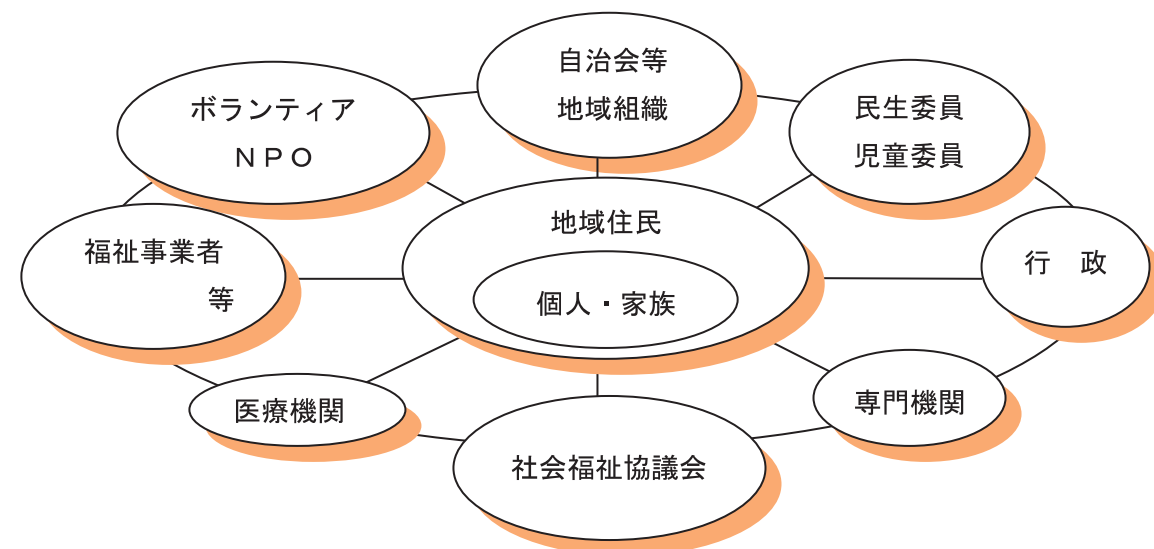 自治会等
地域組織
ボランティア
ＮＰＯ
民生委員
児童委員
福祉事業者
等
地域住民
個人・家族
行　政
医療機関
専門機関
社会福祉協議会